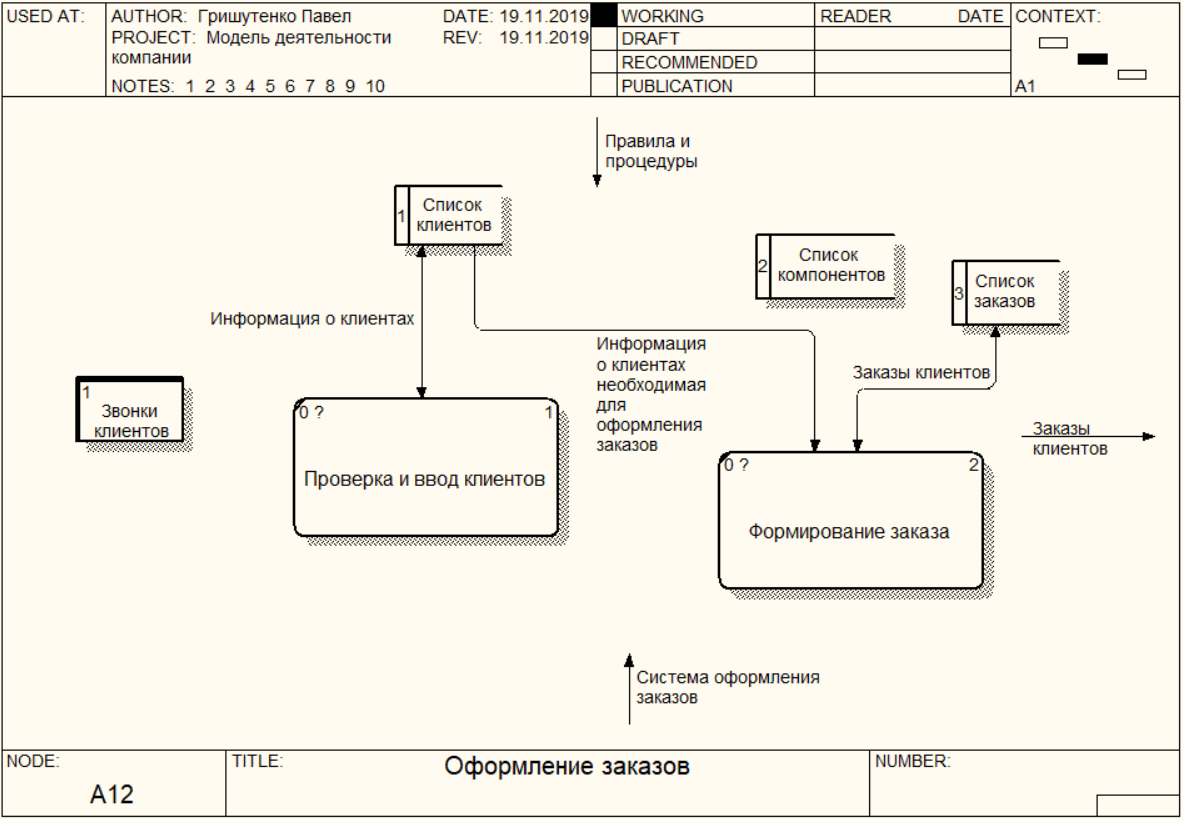 USED AT:
AUTHOR: Гришутенко Павел
DATE: 19.11.2019
WORKING
READER
DATE
CONTEXT:
PROJECT: Модель деятельности
REV: 19.11.2019
DRAFT
компании
RECOMMENDED
NOTES: 1 2 3 4 5 6 7 8 9 10
PUBLICATION
A1
Правила и
процедуры
1
Список
клиентов
2
Список
компонентов
3
Список
заказов
Информация о клиентах
Информация
о клиентах
необходимая
для
оформления
заказов
Заказы клиентов
1
Звонки
клиентов
0 ?
1
Проверка и ввод клиентов
Заказы
клиентов
0 ?
2
Формирование заказа
Система оформления
заказов
NODE:
A12
TITLE:
Оформление заказов
NUMBER: